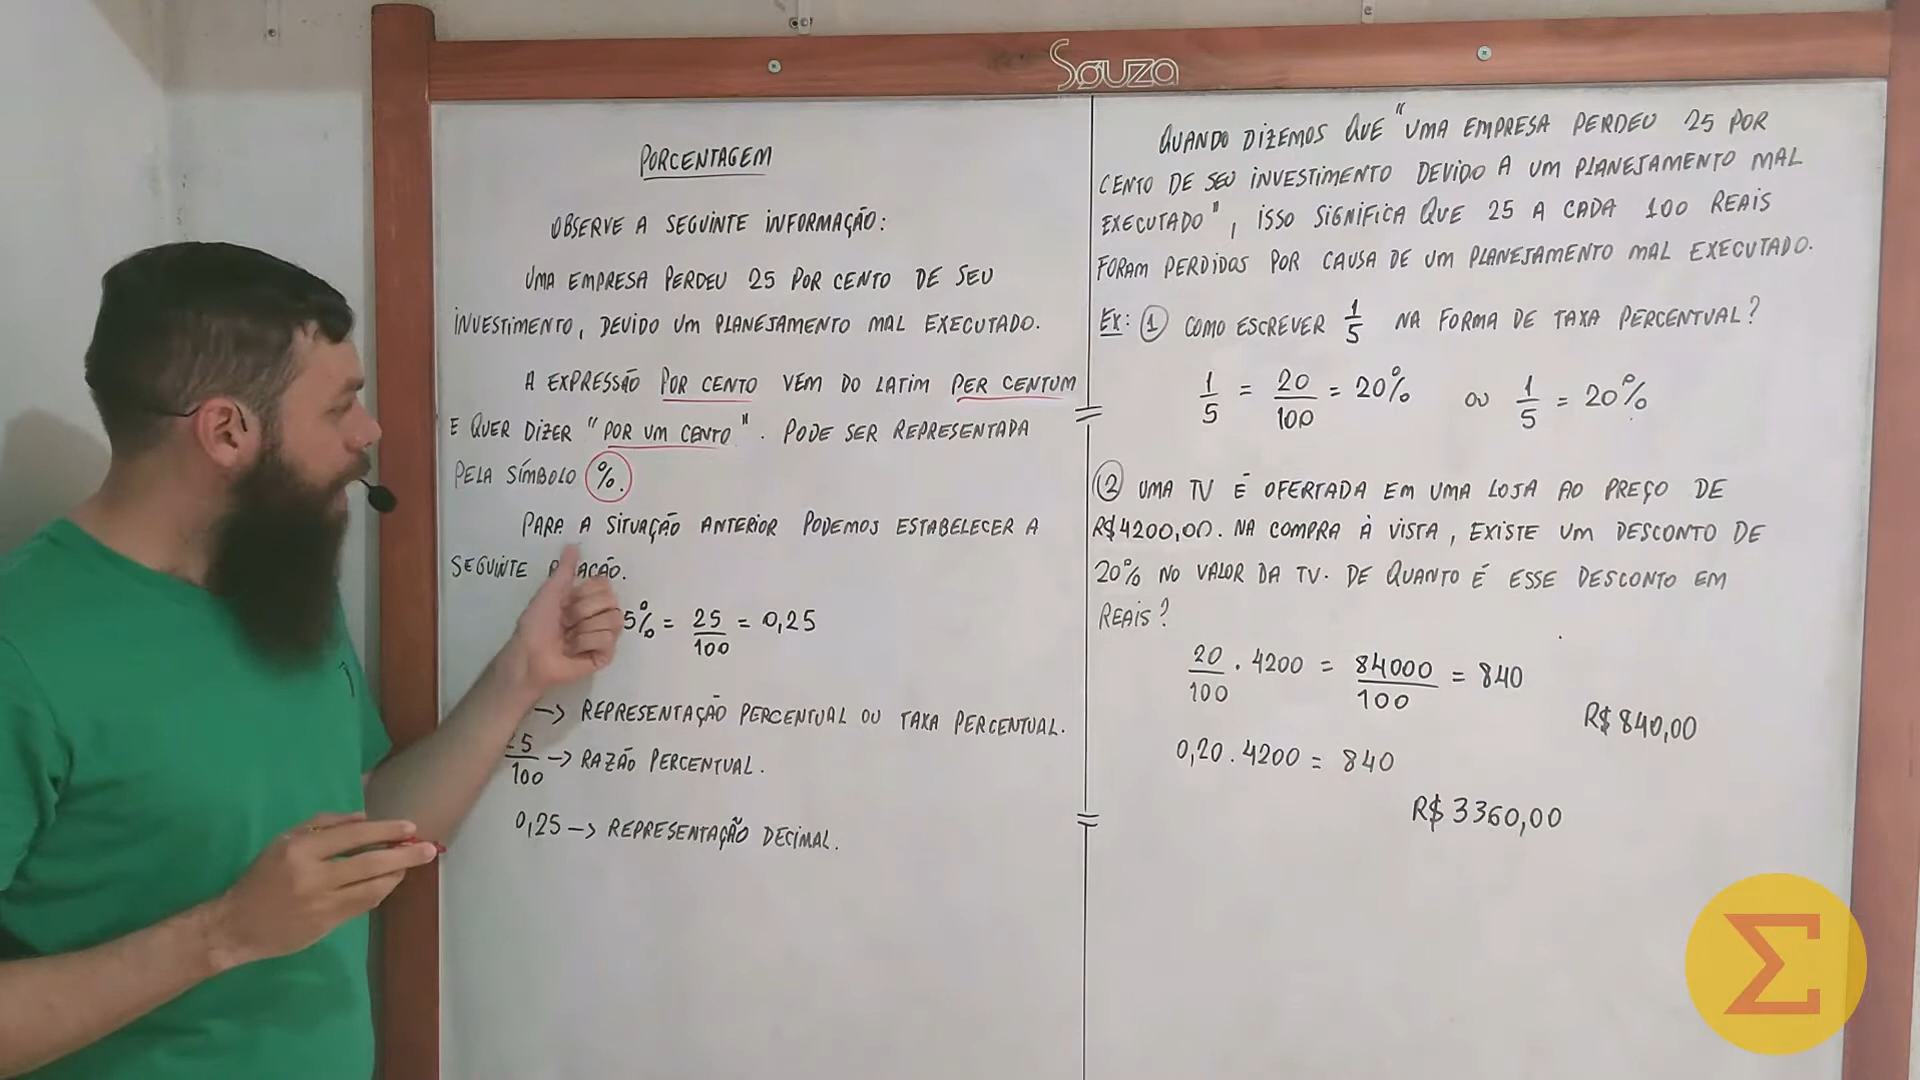 Souza
PORCENTAGEM
OBSERVE A SEGUINTE INFORMAÇÃO:
UMA EMPRESA PERDEU 25 POR CENTO DE SEU
INVESTIMENTO, DEVIDO UM PLANEJAMENTO MAL EXECUTADO.
A EXPRESSÃO POR CENTO VEM DO LATIM PER CENTUM
E QUER DIZER "POR UM CENTO". PODE SER REPRESENTADA
PELA SÍMBOLO %.
PARA A SITUAÇÃO ANTERIOR PODEMOS ESTABELECER A
SEGUINTE
5% = 25/100 = 0,25
→ REPRESENTAÇÃO PERCENTUAL OU TAXA PERCENTUAL.
25/100 → RAZÃO PERCENTUAL.
0,25 → REPRESENTAÇÃO DECIMAL.
QUANDO DIZEMOS QUE "UMA EMPRESA PERDEU 25 POR
CENTO DE SEU INVESTIMENTO DEVIDO A UM PLANEJAMENTO MAL
EXECUTADO", ISSO SIGNIFICA QUE 25 A CADA 100 REAIS
FORAM PERDIDOS POR CAUSA DE UM PLANEJAMENTO MAL EXECUTADO.
EX: 1 COMO ESCREVER 1/5 NA FORMA DE TAXA PERCENTUAL?
1/5 = 20/100 = 20% OU 1/5 = 20%
2 UMA TV É OFERTADA EM UMA LOJA AO PREÇO DE
R$4200,00. NA COMPRA À VISTA, EXISTE UM DESCONTO DE
20% NO VALOR DA TV. DE QUANTO É ESSE DESCONTO EM
REAIS?
20/100 . 4200 = 84000/100 = 840
R$840,00
0,20 . 4200 = 840
R$3360,00
Σ